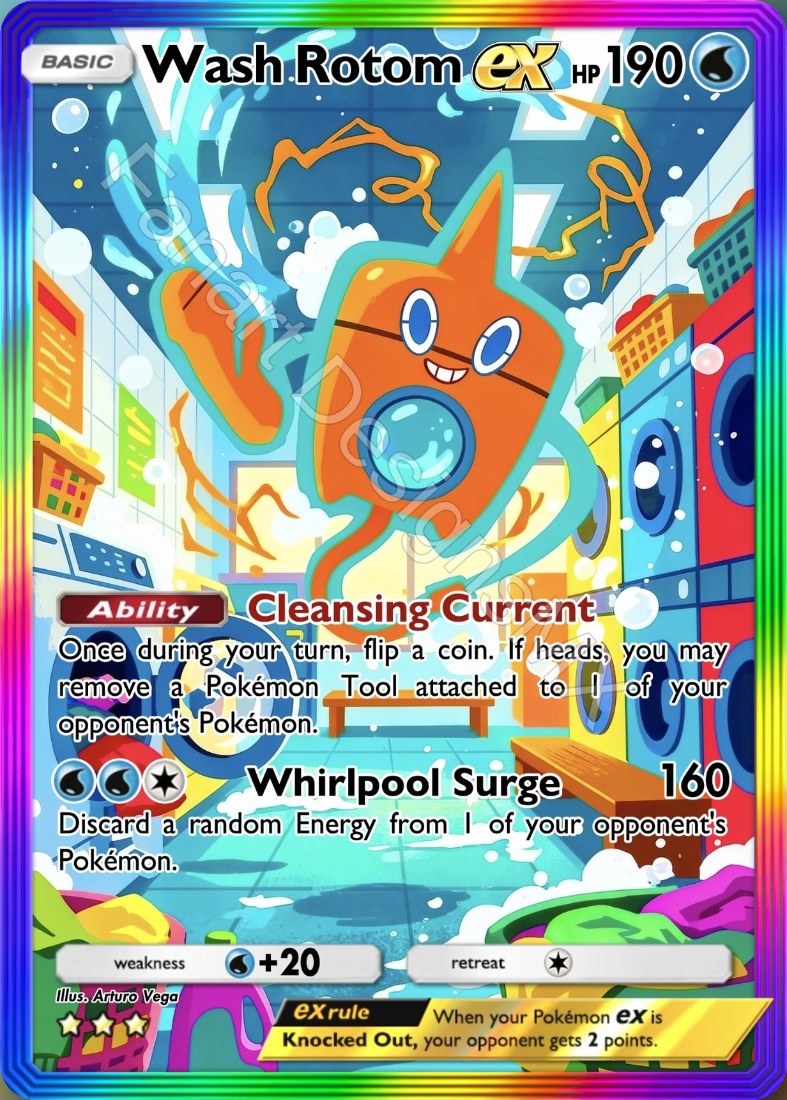 BASIC Wash Rotom ex HP 190
Fanart Designs
Ability Cleansing Current
Once during your turn, flip a coin. If heads, you may
remove a Pokémon Tool attached to 1 of your
opponent's Pokémon.
Whirlpool Surge 160
Discard a random Energy from 1 of your opponent's
Pokémon.
weakness +20 retreat
Illus. Arturo Vega
ex rule When your Pokémon ex is
Knocked Out, your opponent gets 2 points.